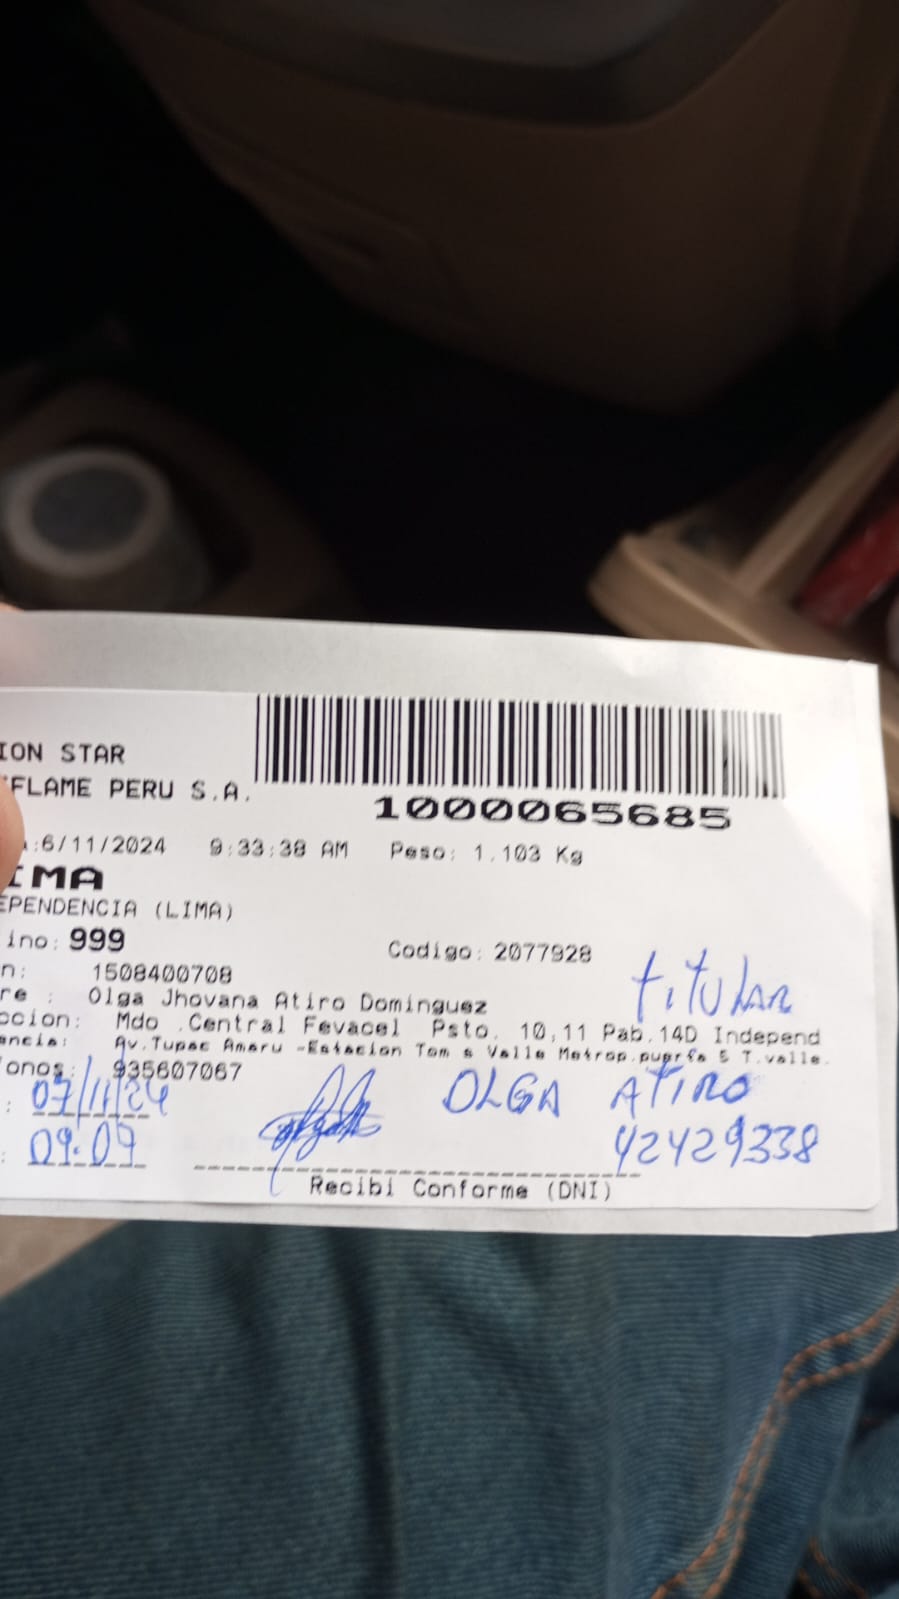 ION STAR
FLAME PERU S.A.
1000065685
:6/11/2024 9:33:38 AM Peso: 1.103 Kg
IMA
EPENDENCIA (LIMA)
ino: 999 Codigo: 2077928
n: 1508400708
titular
re : Olga Jhovana Atiro Dominguez
ccion: Mdo .Central Fevacel Psto. 10,11 Pab.14D Independ
ncia: Av.Tupac Amaru -Estacion Tom s Valle Metrop.puerta 5 T.valle.
onos: 935607067
: 07/11/24 OLGA ATIRO
: 09:09 42429338
Recibi Conforme (DNI)